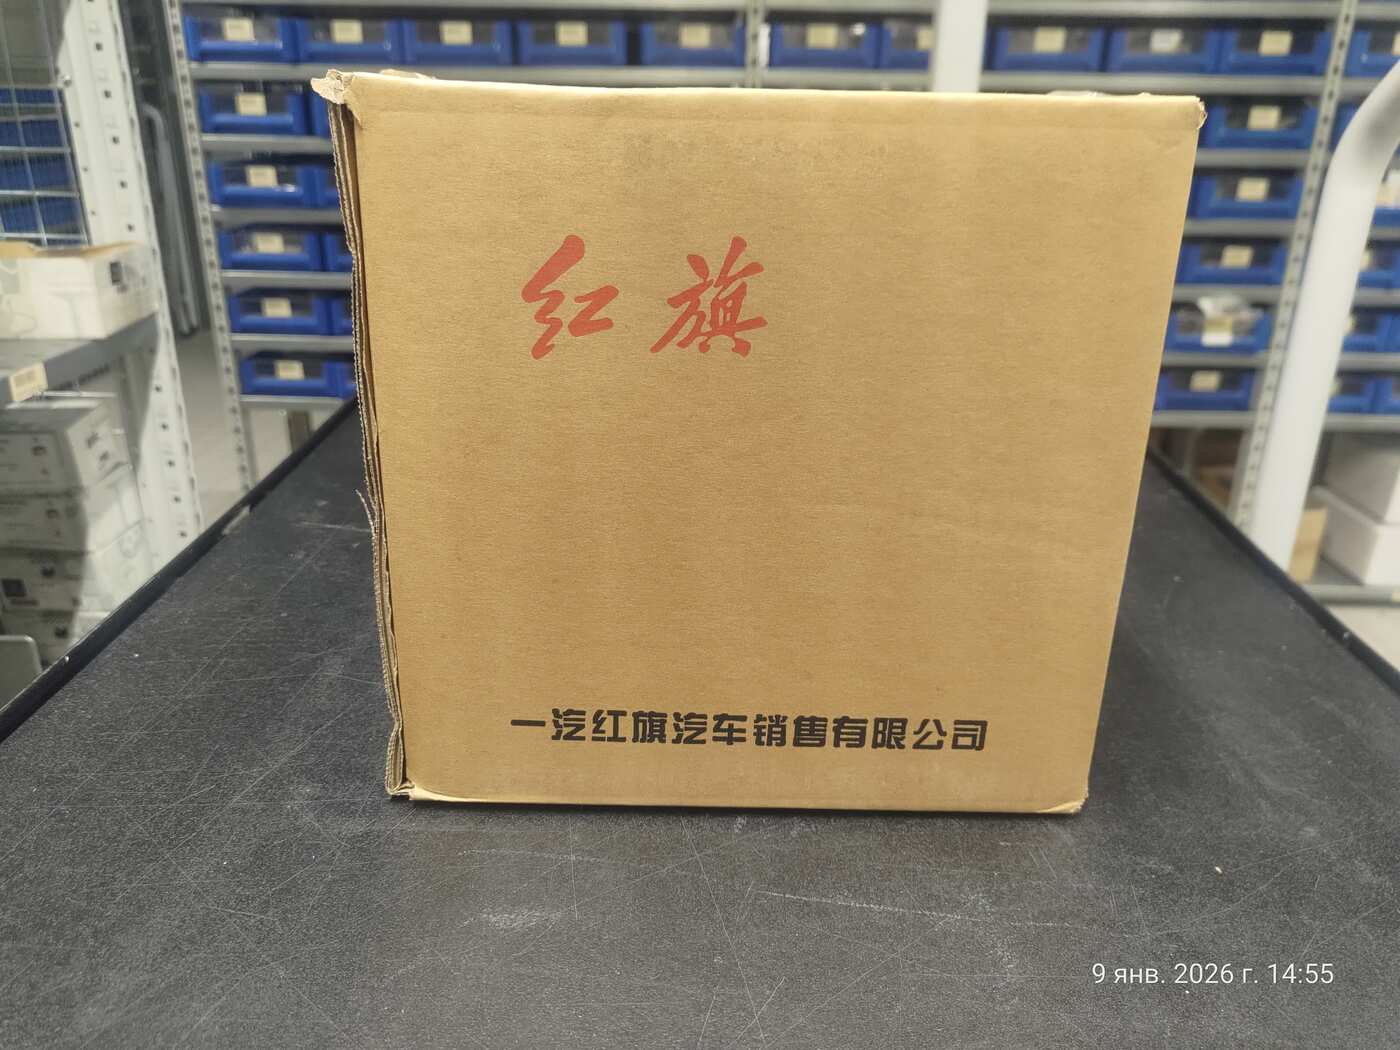 红旗
一汽红旗汽车销售有限公司
9 янв. 2026 г. 14:55